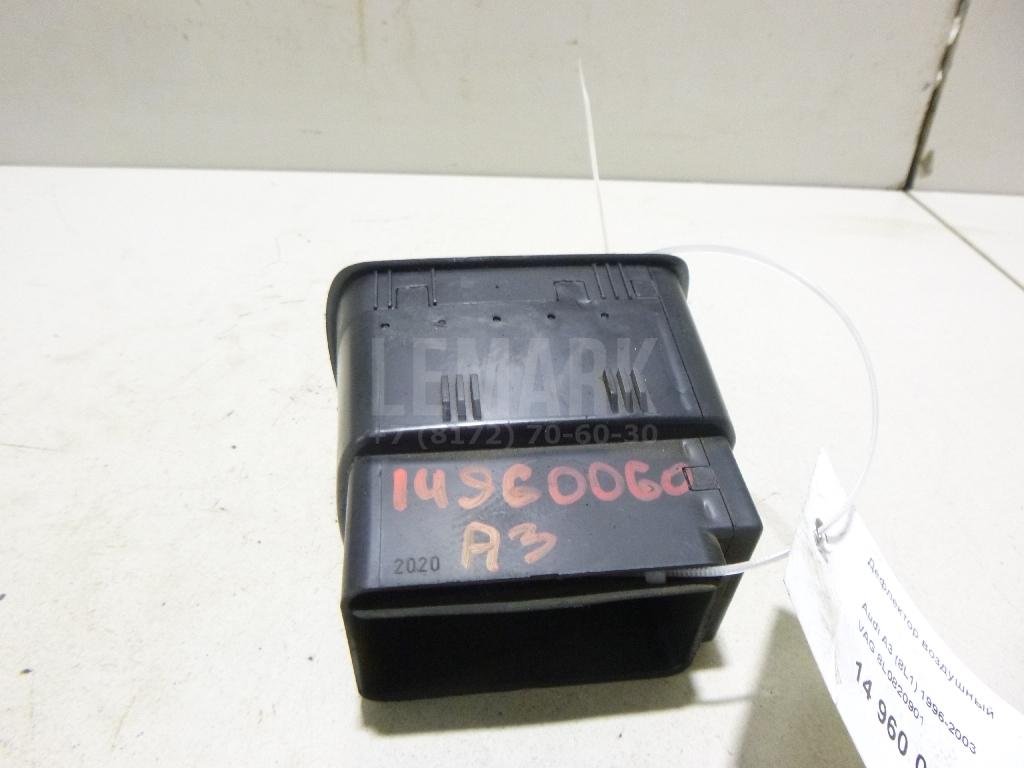 LEMARK
+7 (8172) 70-60-30
14960060
A3
2020
Дефлектор воздушный
Audi A3 (8L1) 1996-2003
VAG 8L0820901
14 960 0